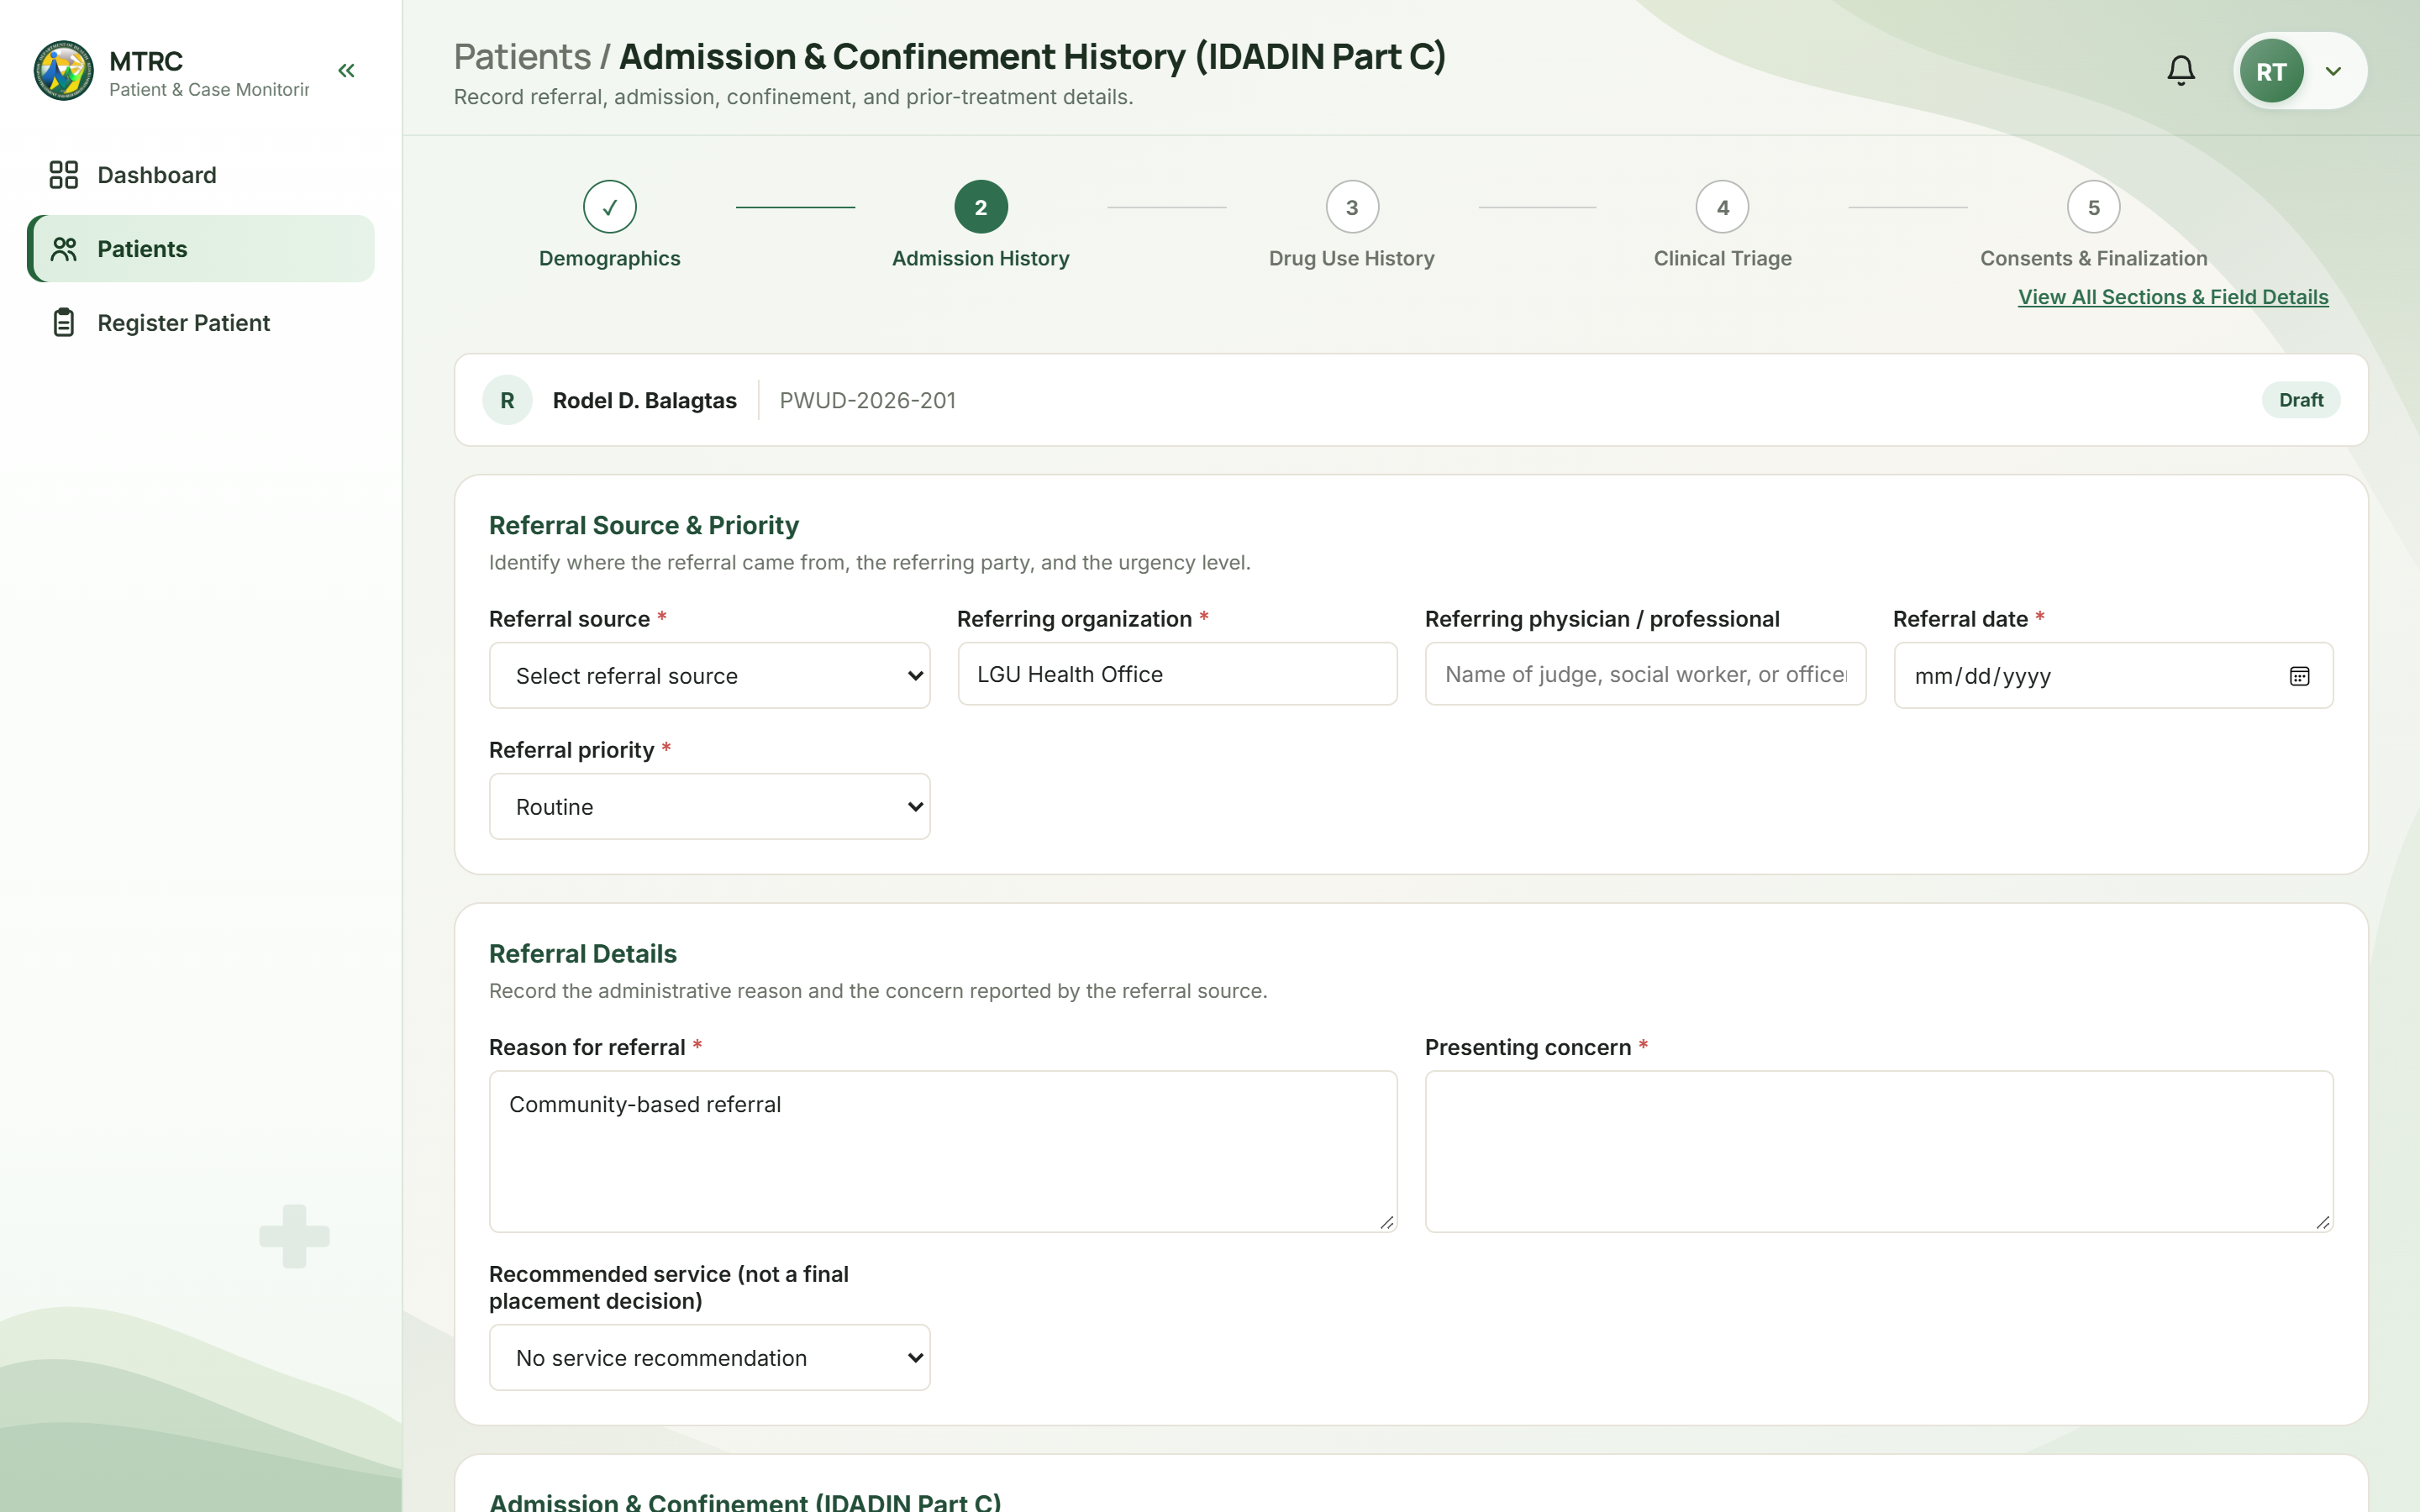 MTRC
Patient & Case Monitorin
Dashboard
Patients
Register Patient
Patients / Admission & Confinement History (IDADIN Part C)
Record referral, admission, confinement, and prior-treatment details.
RT
✓
2
3
4
5
Demographics
Admission History
Drug Use History
Clinical Triage
Consents & Finalization
View All Sections & Field Details
R
Rodel D. Balagtas
PWUD-2026-201
Draft
Referral Source & Priority
Identify where the referral came from, the referring party, and the urgency level.
Referral source *
Referring organization *
Referring physician / professional
Referral date *
Select referral source
LGU Health Office
Name of judge, social worker, or officer
mm/dd/yyyy
Referral priority *
Routine
Referral Details
Record the administrative reason and the concern reported by the referral source.
Reason for referral *
Presenting concern *
Community-based referral
Recommended service (not a final
placement decision)
No service recommendation
Admission & Confinement (IDADIN Part C)